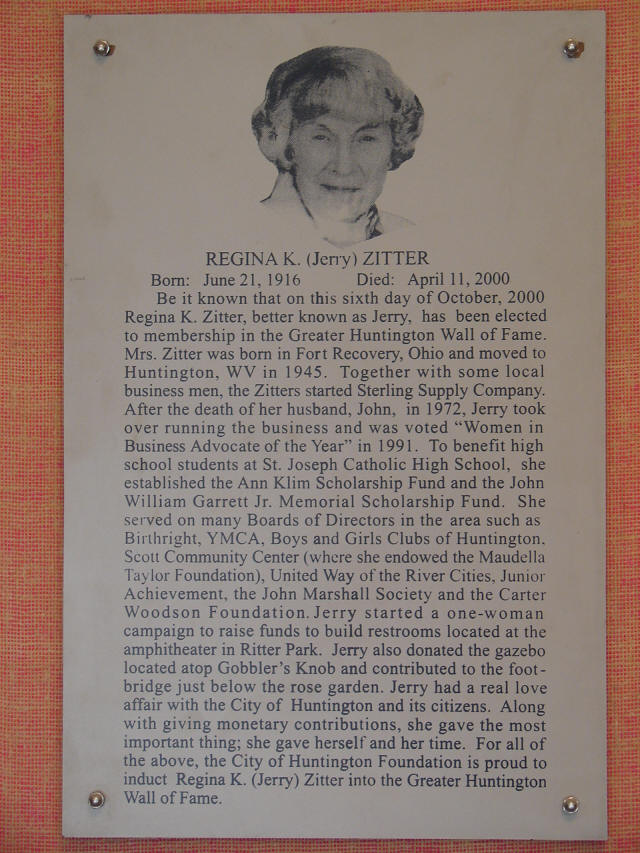 REGINA K. (Jerry) ZITTER
Born: June 21, 1916 Died: April 11, 2000
Be it known that on this sixth day of October, 2000
Regina K. Zitter, better known as Jerry, has been elected
to membership in the Greater Huntington Wall of Fame.
Mrs. Zitter was born in Fort Recovery, Ohio and moved to
Huntington, WV in 1945. Together with some local
business men, the Zitters started Sterling Supply Company.
After the death of her husband, John, in 1972, Jerry took
over running the business and was voted “Women in
Business Advocate of the Year” in 1991. To benefit high
school students at St. Joseph Catholic High School, she
established the Ann Klim Scholarship Fund and the John
William Garrett Jr. Memorial Scholarship Fund. She
served on many Boards of Directors in the area such as
Birthright, YMCA, Boys and Girls Clubs of Huntington,
Scott Community Center (where she endowed the Maudella
Taylor Foundation), United Way of the River Cities, Junior
Achievement, the John Marshall Society and the Carter
Woodson Foundation. Jerry started a one-woman
campaign to raise funds to build restrooms located at the
amphitheater in Ritter Park. Jerry also donated the gazebo
located atop Gobbler’s Knob and contributed to the foot-
bridge just below the rose garden. Jerry had a real love
affair with the City of Huntington and its citizens. Along
with giving monetary contributions, she gave the most
important thing; she gave herself and her time. For all of
the above, the City of Huntington Foundation is proud to
induct Regina K. (Jerry) Zitter into the Greater Huntington
Wall of Fame.